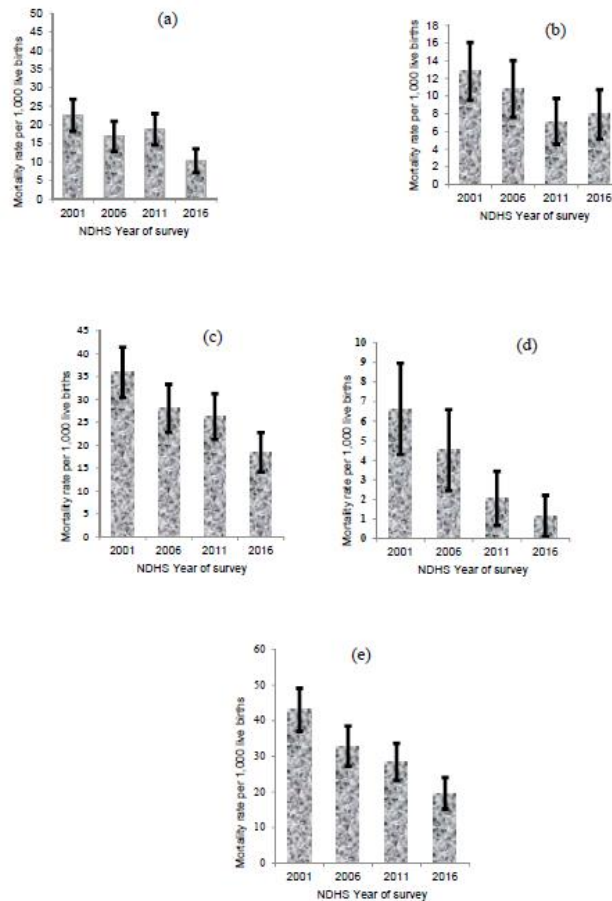 (a)
Mortality rate per 1,000 live births
50
45
40
35
30
25
20
15
10
5
0
2001 2006 2011 2016
NDHS Year of survey
(b)
Mortality rate per 1,000 live births
18
16
14
12
10
8
6
4
2
0
2001 2006 2011 2016
NDHS Year of survey
(c)
Mortality rate per 1,000 live births
45
40
35
30
25
20
15
10
5
0
2001 2006 2011 2016
NDHS Year of survey
(d)
Mortality rate per 1,000 live births
10
9
8
7
6
5
4
3
2
1
0
2001 2006 2011 2016
NDHS Year of survey
(e)
Mortality rate per 1,000 live births
60
50
40
30
20
10
0
2001 2006 2011 2016
NDHS Year of survey